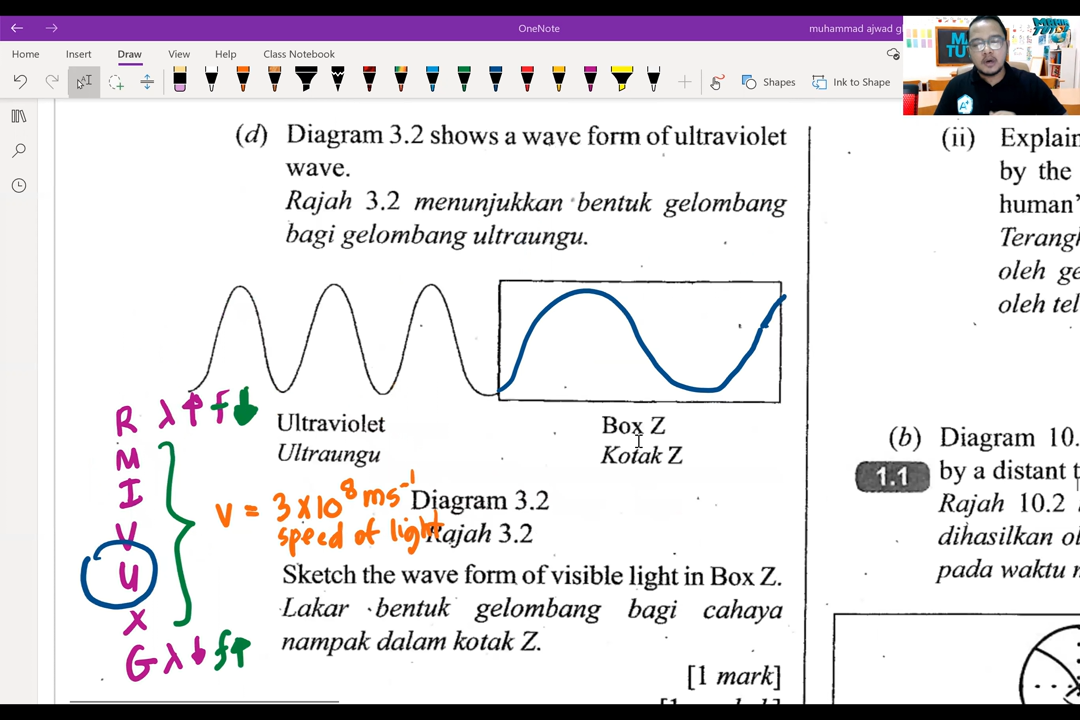 OneNote
muhammad ajwad
Home Insert Draw View Help Class Notebook
Shapes
Ink to Shape
(d) Diagram 3.2 shows a wave form of ultraviolet
wave.
Rajah 3.2 menunjukkan bentuk gelombang
bagi gelombang ultraungu.
Ultraviolet
Ultraungu
Box Z
Kotak Z
R λ↑ f↓
M
I
V
U
X
G λ↓ f↑
v = 3 x 10⁸ ms⁻¹
speed of light
Diagram 3.2
Rajah 3.2
Sketch the wave form of visible light in Box Z.
Lakar bentuk gelombang bagi cahaya
nampak dalam kotak Z.
[1 mark]
(ii)
by the
human'
oleh
oleh
(b) Diagram 10.
1.1
by a distant
Rajah 10.2
dihasilkan
pada waktu